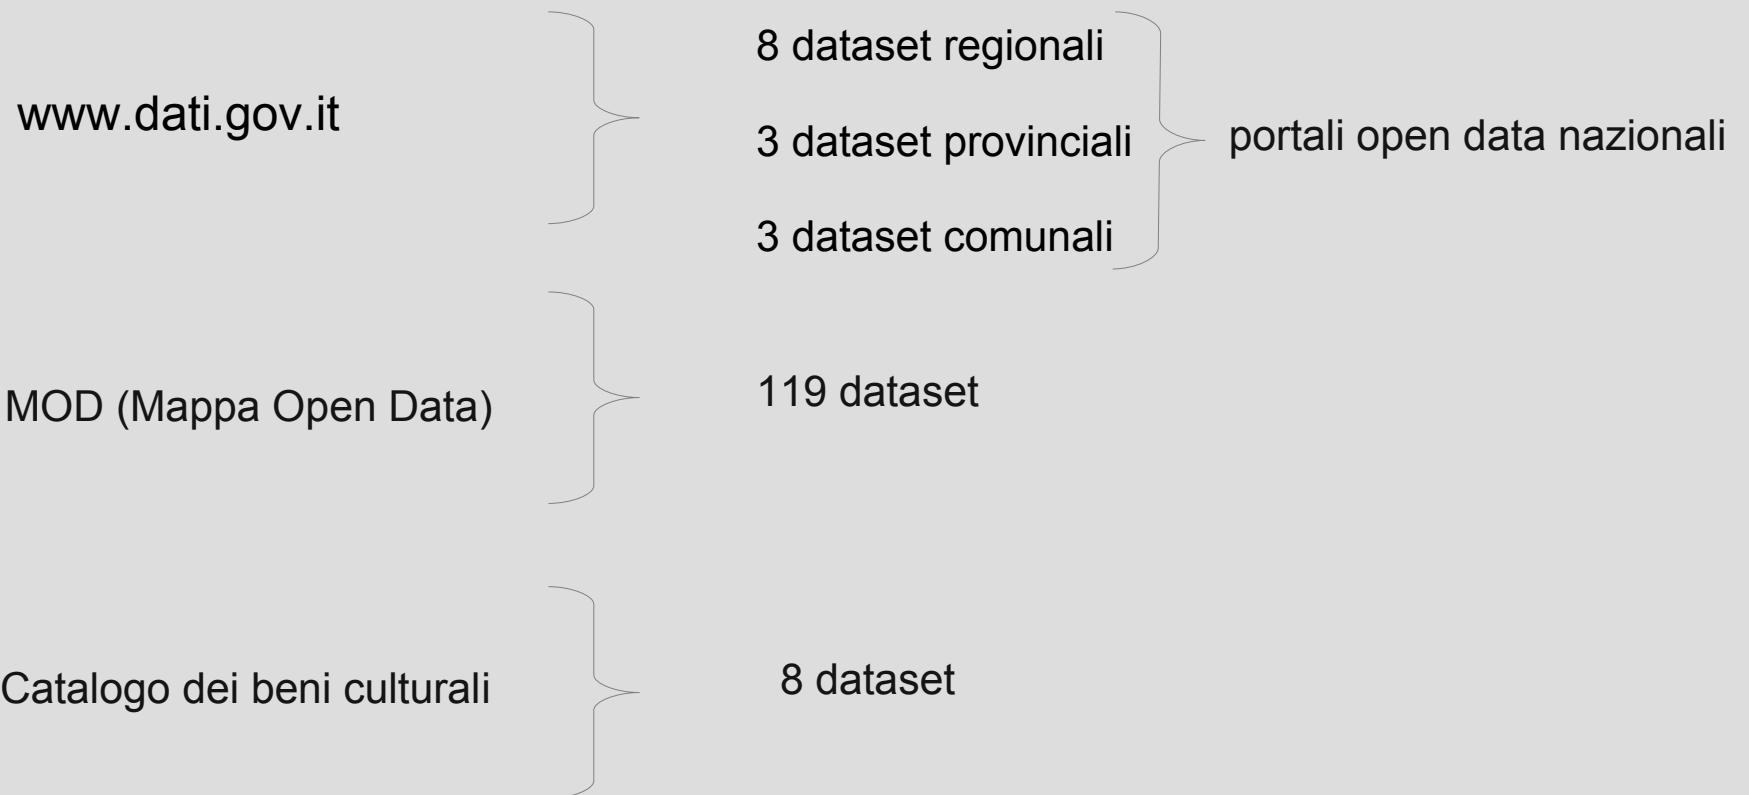 www.dati.gov.it
8 dataset regionali
3 dataset provinciali
3 dataset comunali
portali open data nazionali
MOD (Mappa Open Data)
119 dataset
Catalogo dei beni culturali
8 dataset